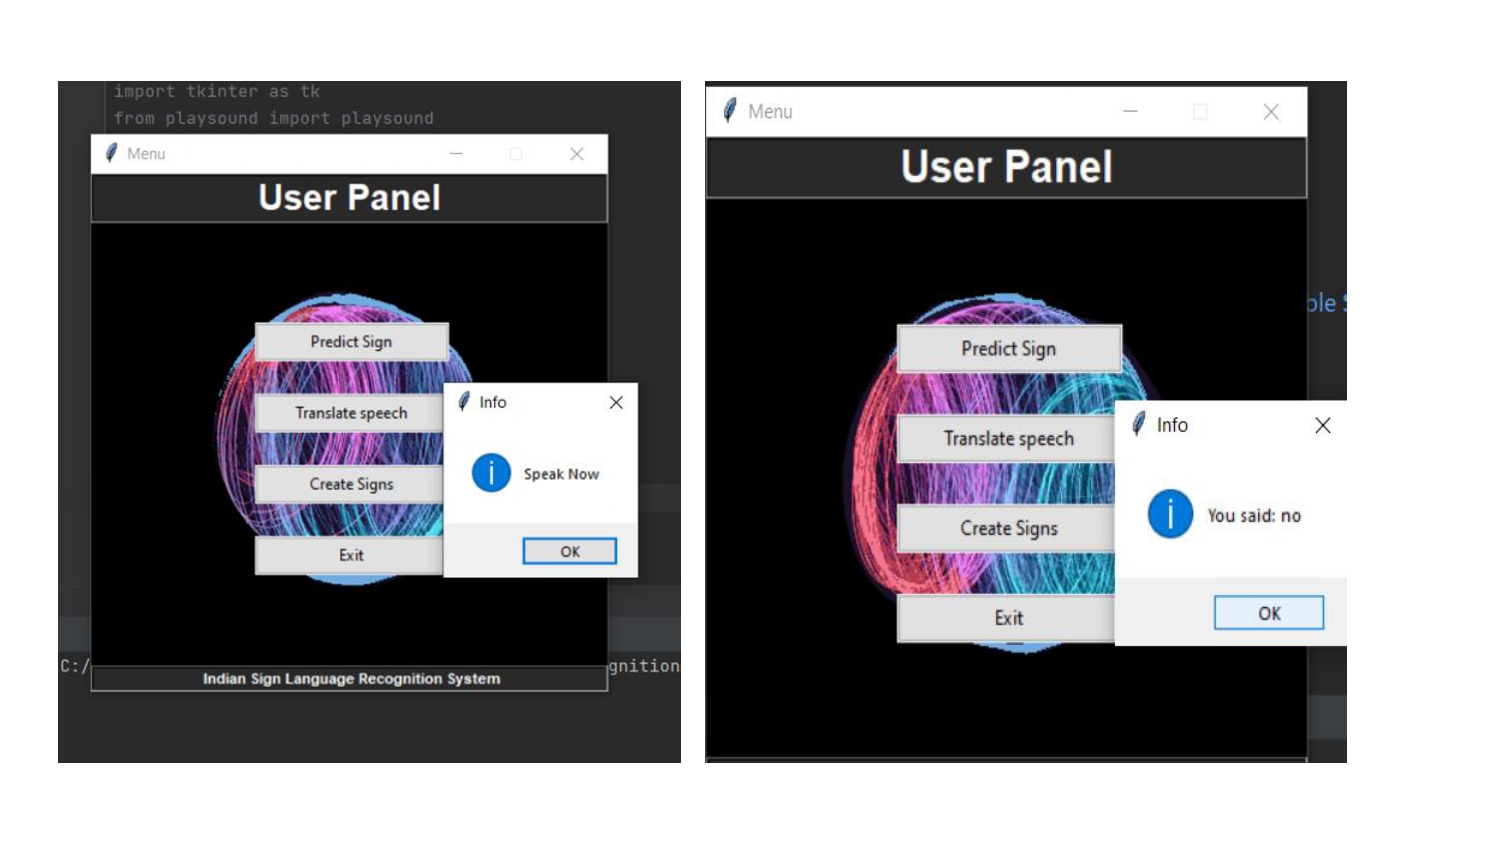 import tkinter as tk
from playsound import playsound
Menu
User Panel
Predict Sign
Translate speech
Create Signs
Exit
Info
Speak Now
OK
C:/
gnition
Indian Sign Language Recognition System
Menu
User Panel
ple
Predict Sign
Translate speech
Create Signs
Exit
Info
You said: no
OK